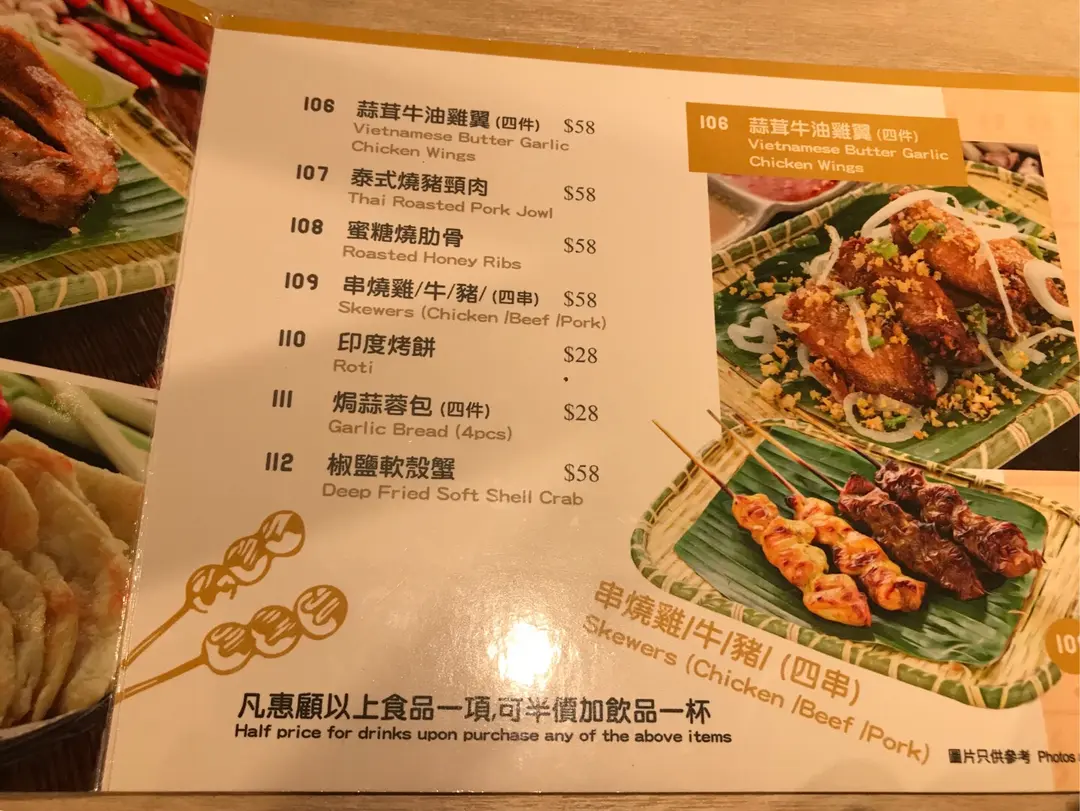 106 蒜茸牛油雞翼 (四件) $58
Vietnamese Butter Garlic
Chicken Wings
107 泰式燒豬頸肉 $58
Thai Roasted Pork Jowl
108 蜜糖燒肋骨 $58
Roasted Honey Ribs
109 串燒雞/牛/豬/ (四串) $58
Skewers (Chicken /Beef /Pork)
110 印度烤餅 $28
Roti
111 焗蒜蓉包 (四件) $28
Garlic Bread (4pcs)
112 椒鹽軟殼蟹 $58
Deep Fried Soft Shell Crab
凡惠顧以上食品一項,可半價加飲品一杯
Half price for drinks upon purchase any of the above items
106 蒜茸牛油雞翼 (四件)
Vietnamese Butter Garlic
Chicken Wings
串燒雞/牛/豬/ (四串)
Skewers (Chicken /Beef /Pork)
圖片只供參考 Photos